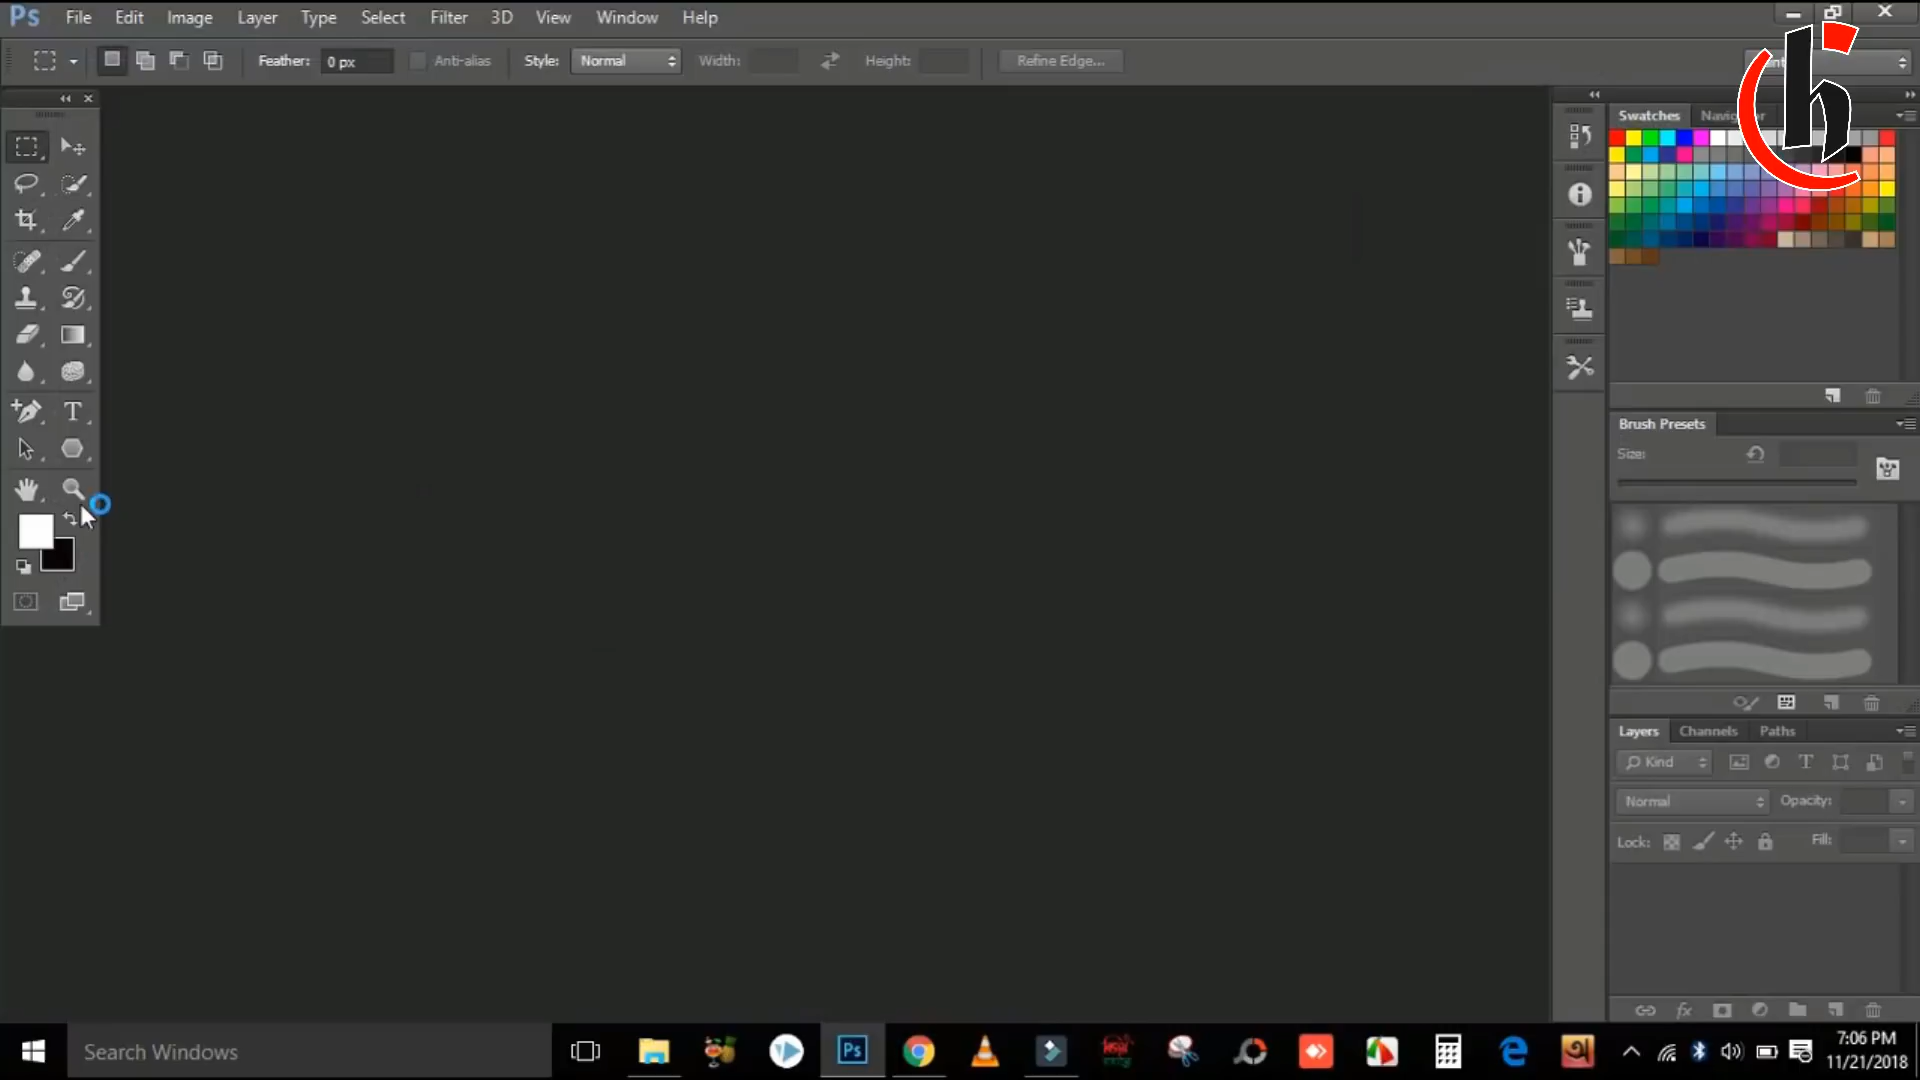 Ps File Edit Image Layer Type Select Filter 3D View Window Help
Feather: 0 px Anti-alias Style: Normal Width: Height: Refine Edge...
Swatches
Brush Presets
Size:
Layers Channels Paths
Kind
Normal Opacity:
Lock: Fill:
Search Windows
Ps
7:06 PM
11/21/2018